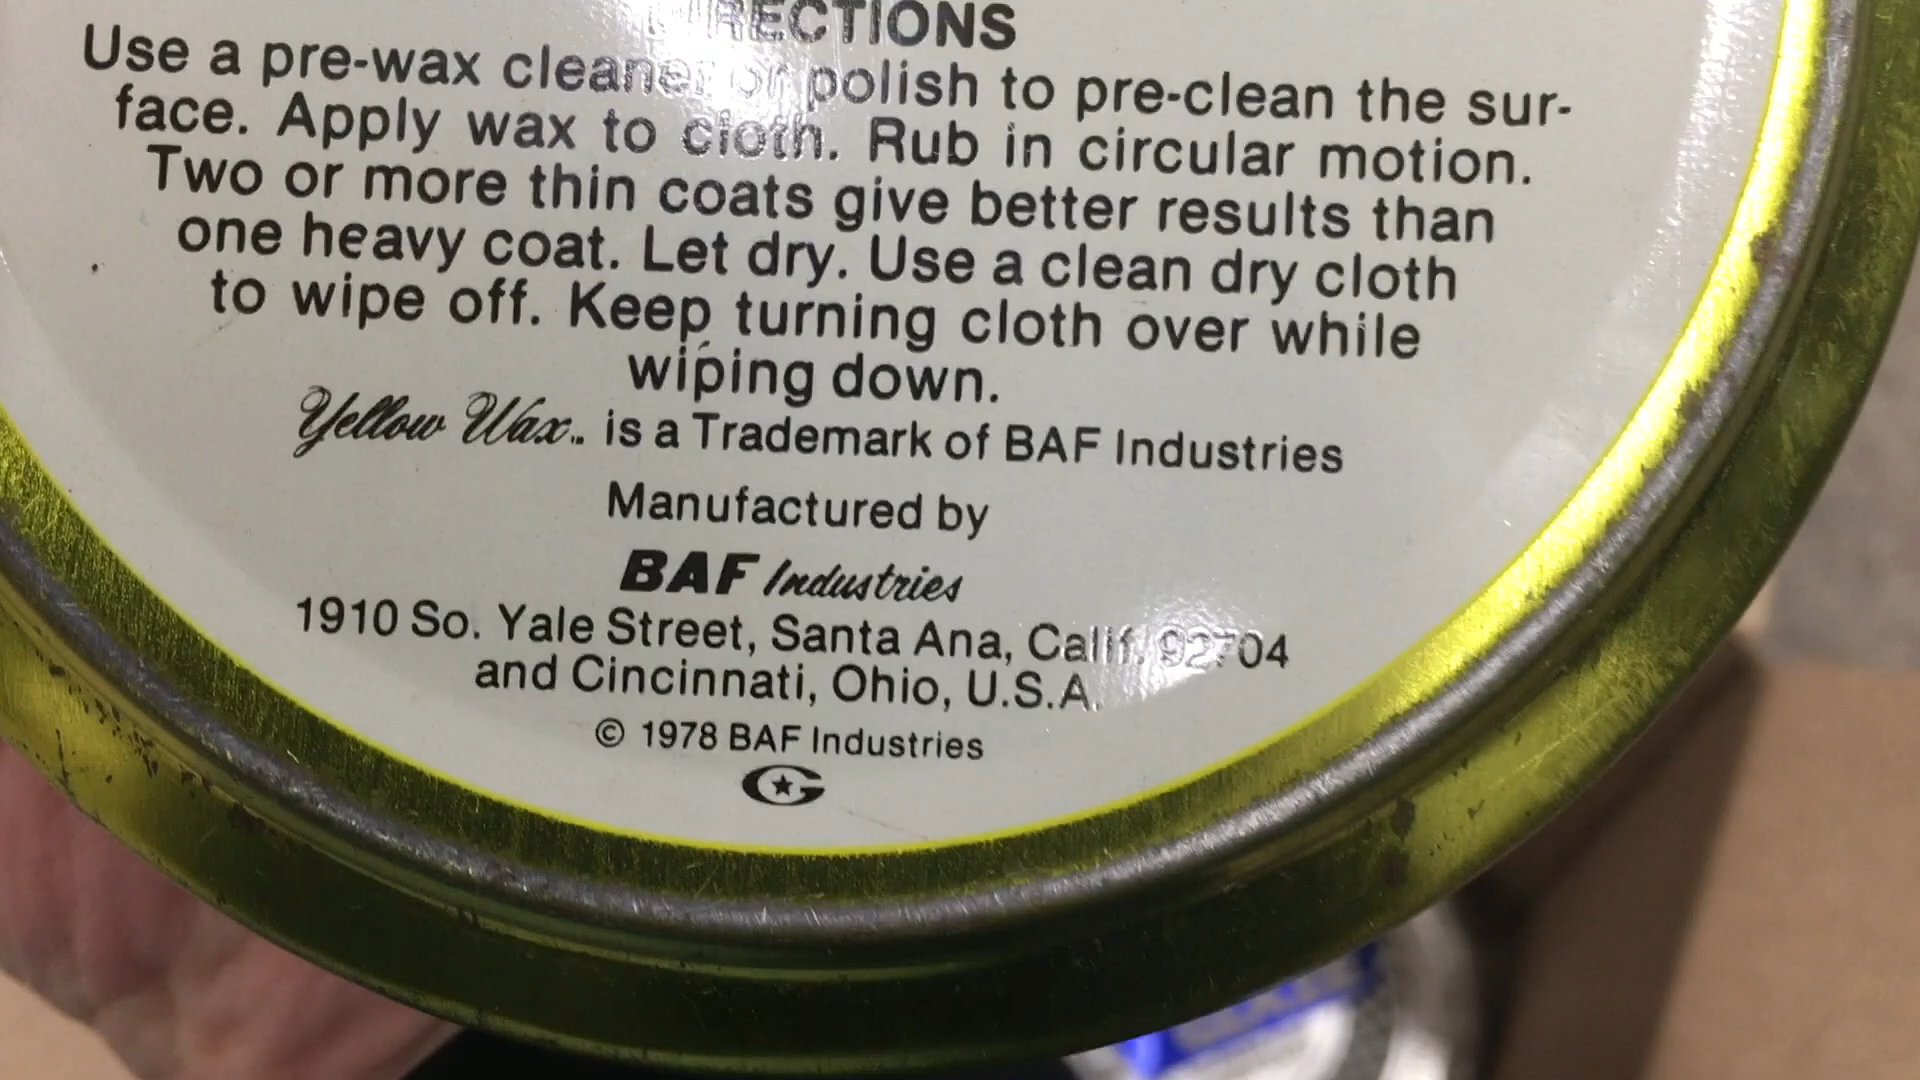 DIRECTIONS
Use a pre-wax cleaner or polish to pre-clean the sur-
face. Apply wax to cloth. Rub in circular motion.
Two or more thin coats give better results than
one heavy coat. Let dry. Use a clean dry cloth
to wipe off. Keep turning cloth over while
wiping down.
Yellow Wax™ is a Trademark of BAF Industries
Manufactured by
BAF Industries
1910 So. Yale Street, Santa Ana, Calif. 92704
and Cincinnati, Ohio, U.S.A.
© 1978 BAF Industries